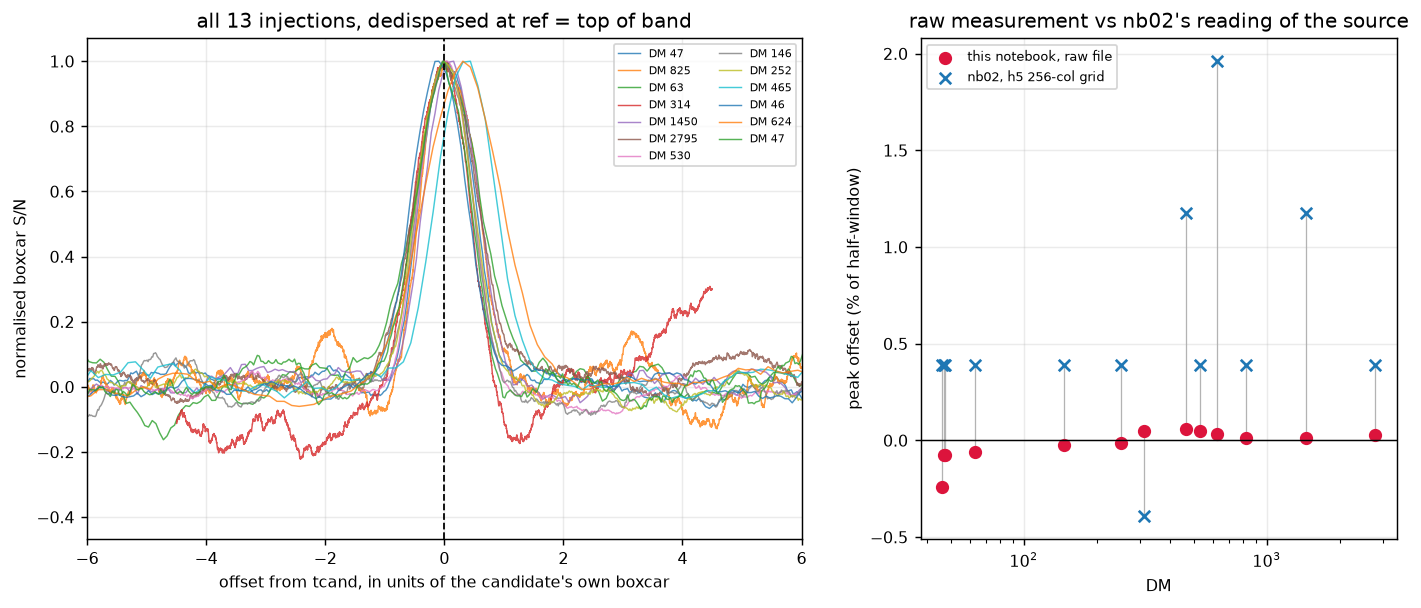 all 13 injections, dedispersed at ref = top of band
normalised boxcar S/N
1.0
0.8
0.6
0.4
0.2
0.0
−0.2
−0.4
DM 47
DM 825
DM 63
DM 314
DM 1450
DM 2795
DM 530
DM 146
DM 252
DM 465
DM 46
DM 624
DM 47
−6
−4
−2
0
2
4
6
offset from tcand, in units of the candidate's own boxcar
raw measurement vs nb02's reading of the source
peak offset (% of half-window)
2.0
1.5
1.0
0.5
0.0
−0.5
this notebook, raw file
nb02, h5 256-col grid
10²
10³
DM